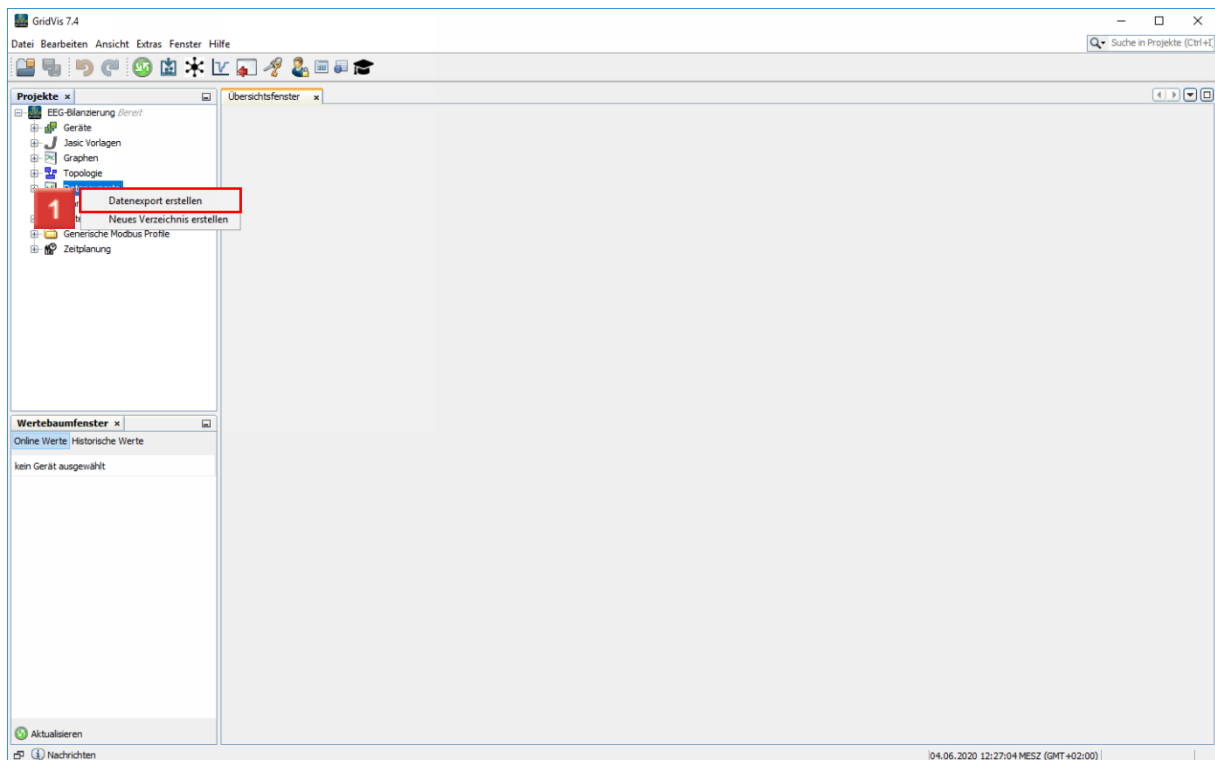 GridVis 7.4
Datei Bearbeiten Ansicht Extras Fenster Hilfe
Suche in Projekte (Ctrl+I)
Projekte
Übersichtsfenster
EEG-Bilanzierung Bereit
Geräte
Jasic Vorlagen
Graphen
Topologie
Datenexport erstellen
1
Neues Verzeichnis erstellen
Generische Modbus Profile
Zeitplanung
Wertebaumfenster
Online Werte Historische Werte
kein Gerät ausgewählt
Aktualisieren
Nachrichten
04.06.2020 12:27:04 MESZ (GMT+02:00)